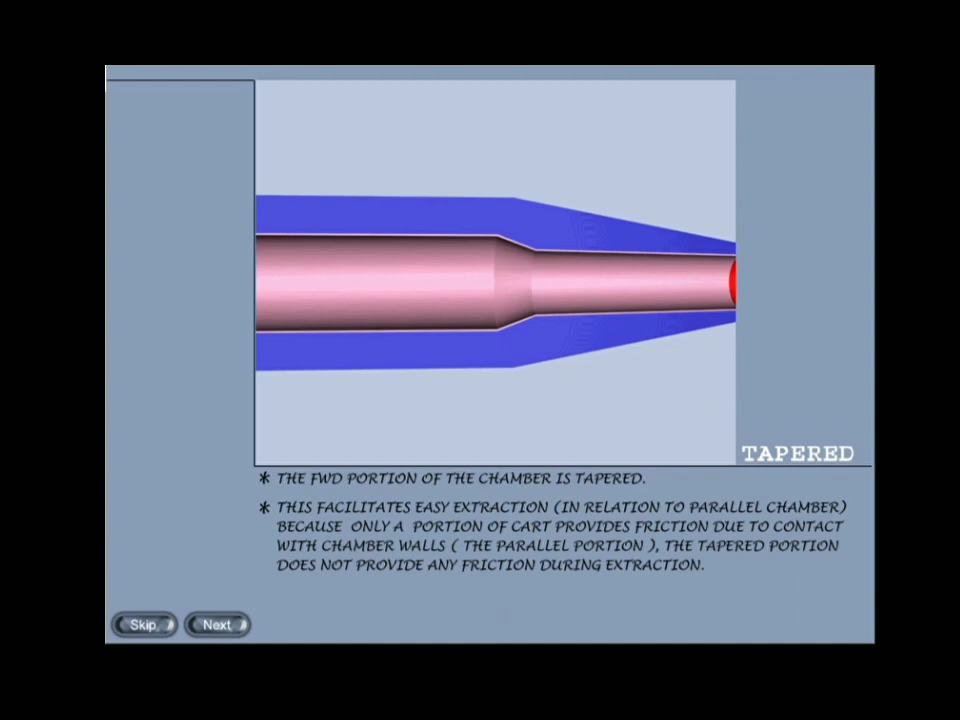 TAPERED
* THE FWD PORTION OF THE CHAMBER IS TAPERED.
* THIS FACILITATES EASY EXTRACTION (IN RELATION TO PARALLEL CHAMBER)
BECAUSE ONLY A PORTION OF CART PROVIDES FRICTION DUE TO CONTACT
WITH CHAMBER WALLS ( THE PARALLEL PORTION ), THE TAPERED PORTION
DOES NOT PROVIDE ANY FRICTION DURING EXTRACTION.
Skip
Next